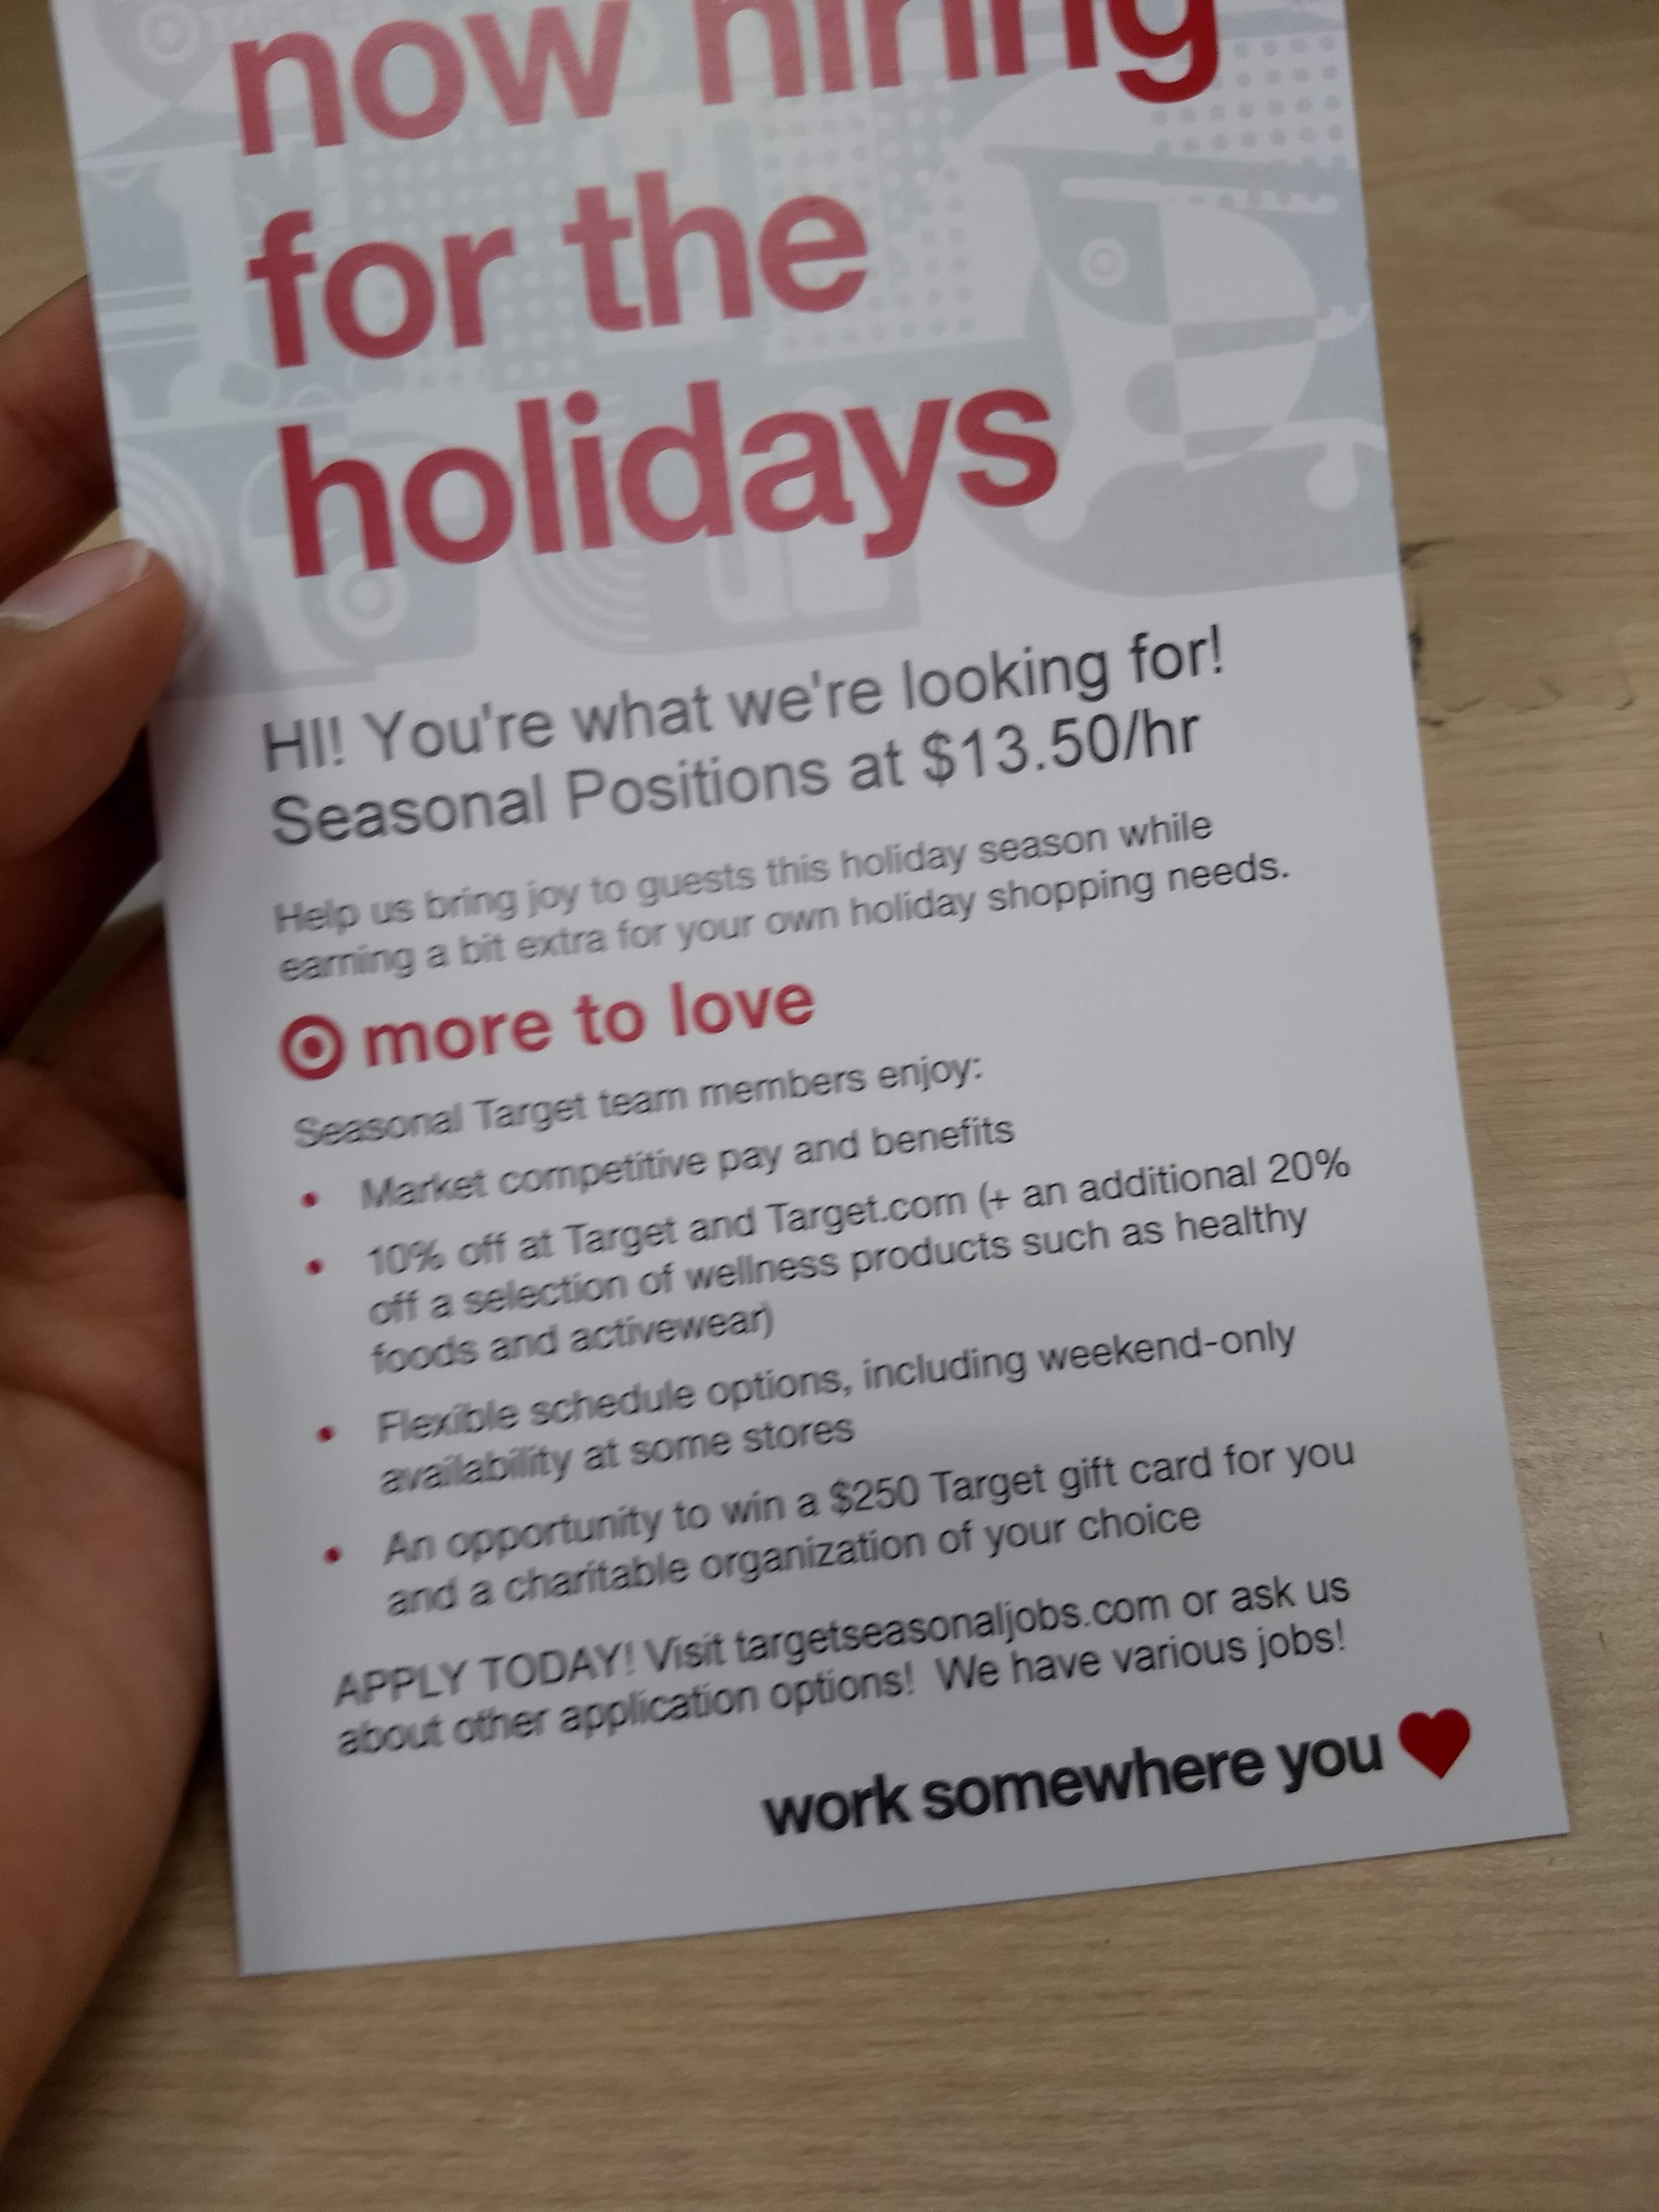 now hiring
for the
holidays
HI! You're what we're looking for!
Seasonal Positions at $13.50/hr
Help us bring joy to guests this holiday season while
earning a bit extra for your own holiday shopping needs.
more to love
Seasonal Target team members enjoy:
• Market competitive pay and benefits
• 10% off at Target and Target.com (+ an additional 20%
off a selection of wellness products such as healthy
foods and activewear)
• Flexible schedule options, including weekend-only
availability at some stores
• An opportunity to win a $250 Target gift card for you
and a charitable organization of your choice
APPLY TODAY! Visit targetseasonaljobs.com or ask us
about other application options! We have various jobs!
work somewhere you ♥